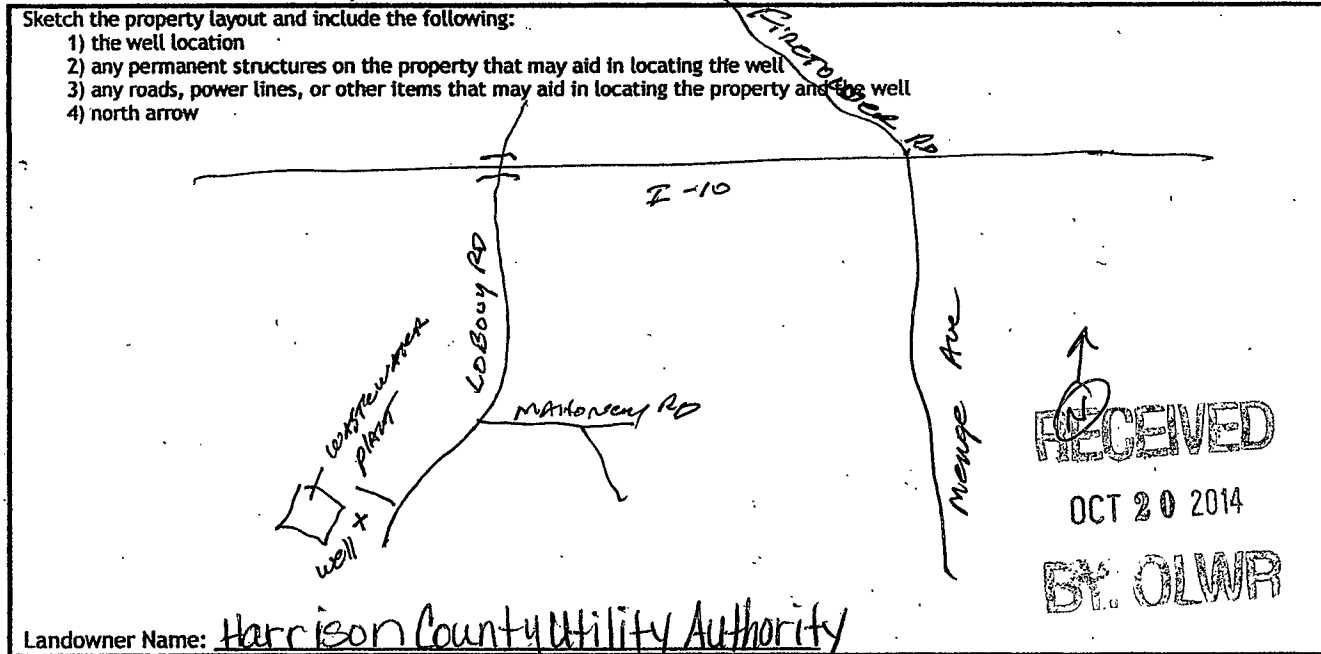 Sketch the property layout and include the following:
1) the well location
2) any permanent structures on the property that may aid in locating the well
3) any roads, power lines, or other items that may aid in locating the property and the well
4) north arrow
Firetower RD
I-10
LOBOUY RD
Menge Ave
wastewater
plant
MAHONEY RD
well x
N
RECEIVED
OCT 20 2014
BY: OLWR
Landowner Name: Harrison County Utility Authority